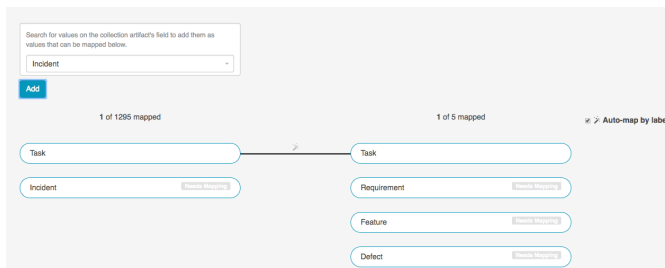 Search for values on the collection artifact's field to add them as
values that can be mapped below.
Incident
Add
1 of 1295 mapped
1 of 5 mapped
Auto-map by labe
Task
Task
Incident
Needs Mapping
Requirement
Needs Mapping
Feature
Needs Mapping
Defect
Needs Mapping